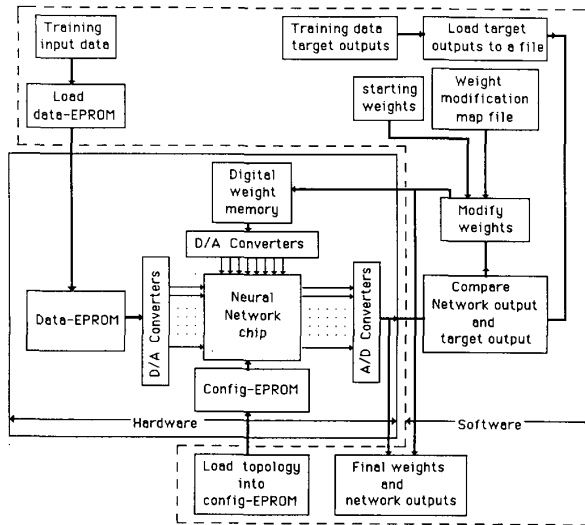 Training
input data
Training data
target outputs
Load target
outputs to a file
Load
data-EPROM
starting
weights
Weight
modification
map file
Digital
weight
memory
Modify
weights
D/A Converters
Data-EPROM
D/A Converters
Neural
Network
chip
A/D Converters
Compare
Network output
and
target output
Config-EPROM
Hardware
Software
Load topology
into
config-EPROM
Final weights
and
network outputs